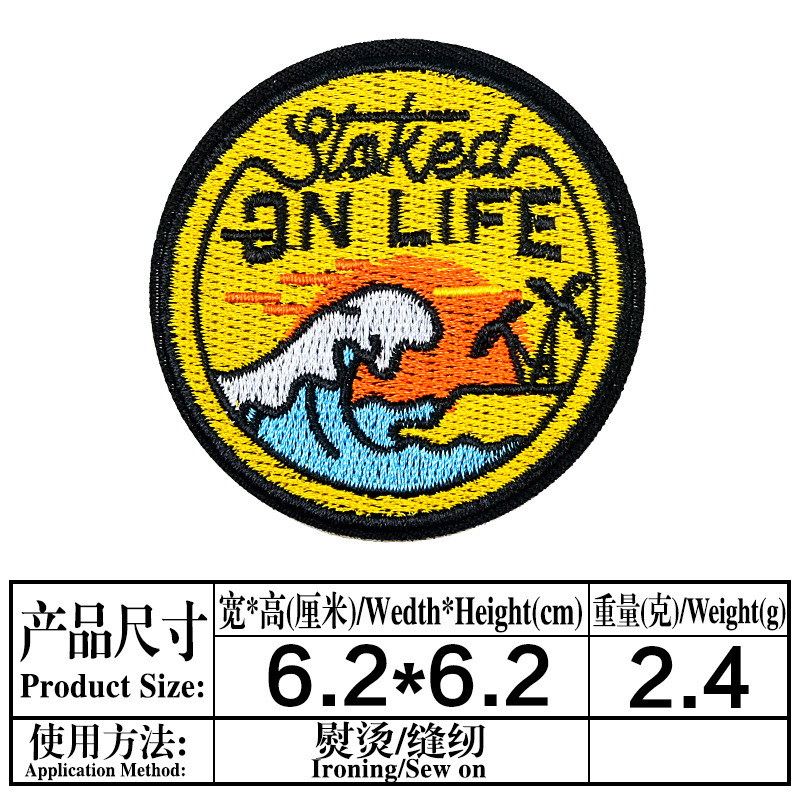 Stoked
ON LIFE
产品尺寸
Product Size:
宽*高(厘米)/Wedth*Height(cm)
重量(克)/Weight(g)
6.2*6.2
2.4
使用方法:
Application Method:
熨烫/缝纫
Ironing/Sew on